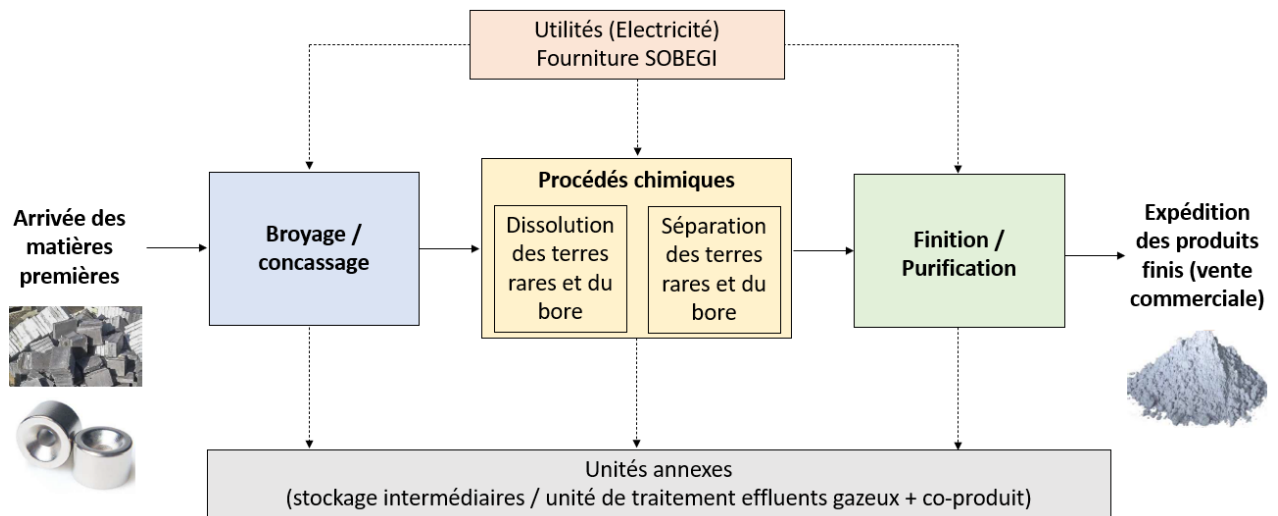 Utilités (Electricité)
Fourniture SOBEGI
Arrivée des
matières
premières
Broyage /
concassage
Procédés chimiques
Dissolution
des terres
rares et du
bore
Séparation
des terres
rares et du
bore
Finition /
Purification
Expédition
des produits
finis (vente
commerciale)
Unités annexes
(stockage intermédiaires / unité de traitement effluents gazeux + co-produit)